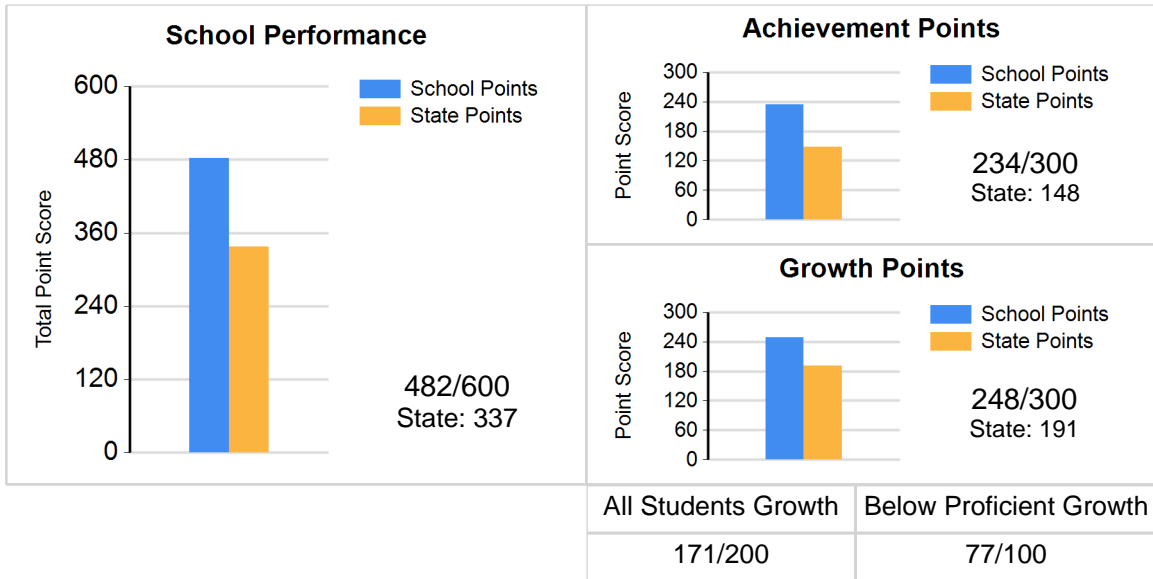 School Performance
600
480
360
240
120
0
Total Point Score
School Points
State Points
482/600
State: 337
Achievement Points
300
240
180
120
60
0
Point Score
School Points
State Points
234/300
State: 148
Growth Points
300
240
180
120
60
0
Point Score
School Points
State Points
248/300
State: 191
All Students Growth
Below Proficient Growth
171/200
77/100